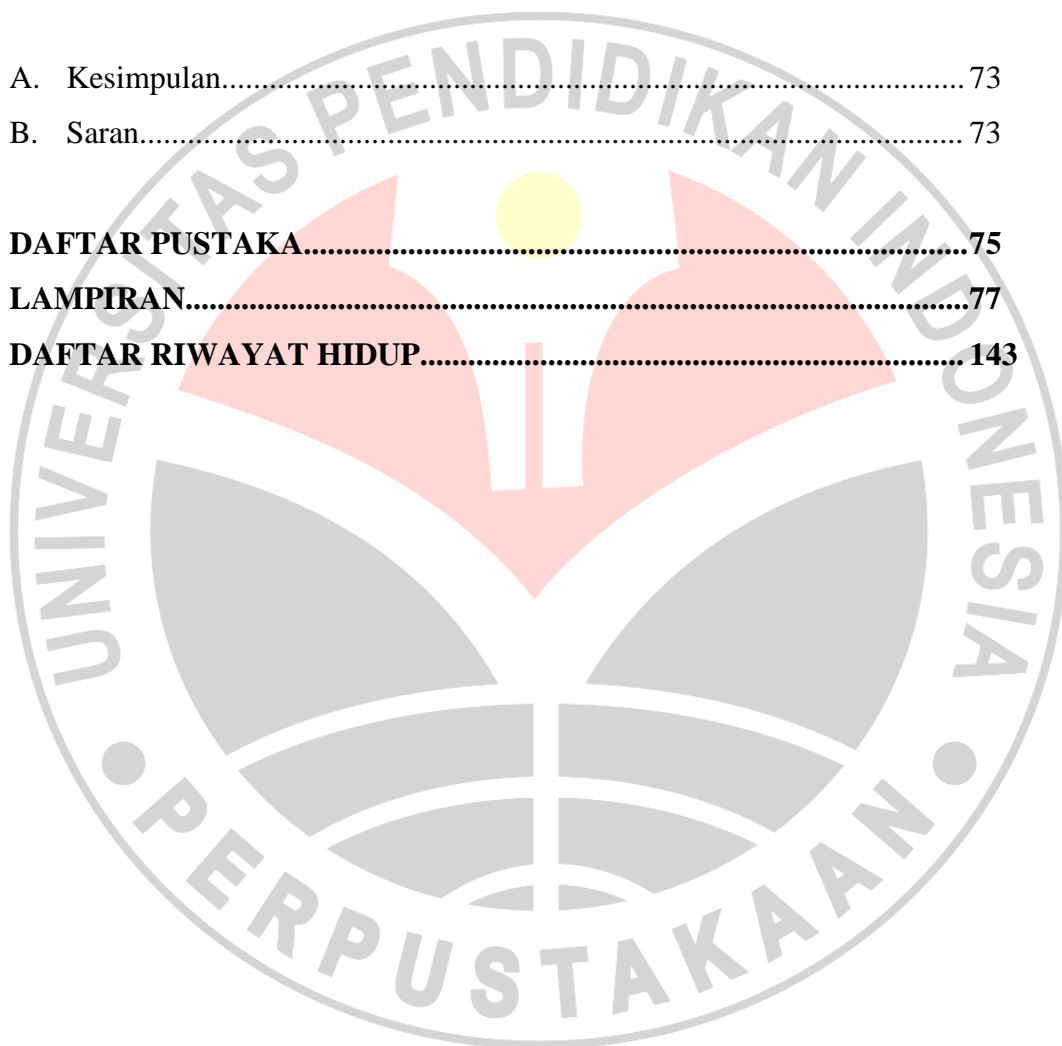 A. Kesimpulan.......................................................................................... 73
B. Saran.................................................................................................... 73
DAFTAR PUSTAKA................................................................................75
LAMPIRAN..............................................................................................77
DAFTAR RIWAYAT HIDUP.................................................................. 143
UNIVERSITAS PENDIDIKAN INDONESIA
PERPUSTAKAAN